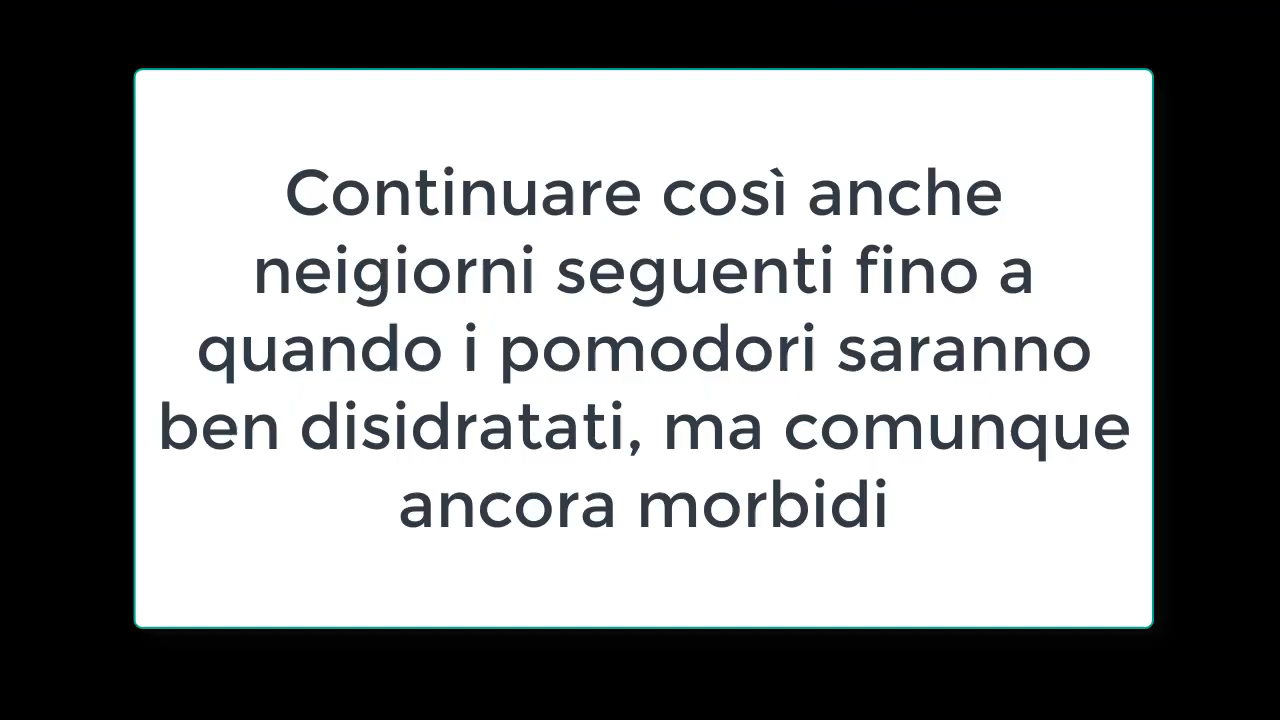 Continuare così anche
neigiorni seguenti fino a
quando i pomodori saranno
ben disidratati, ma comunque
ancora morbidi